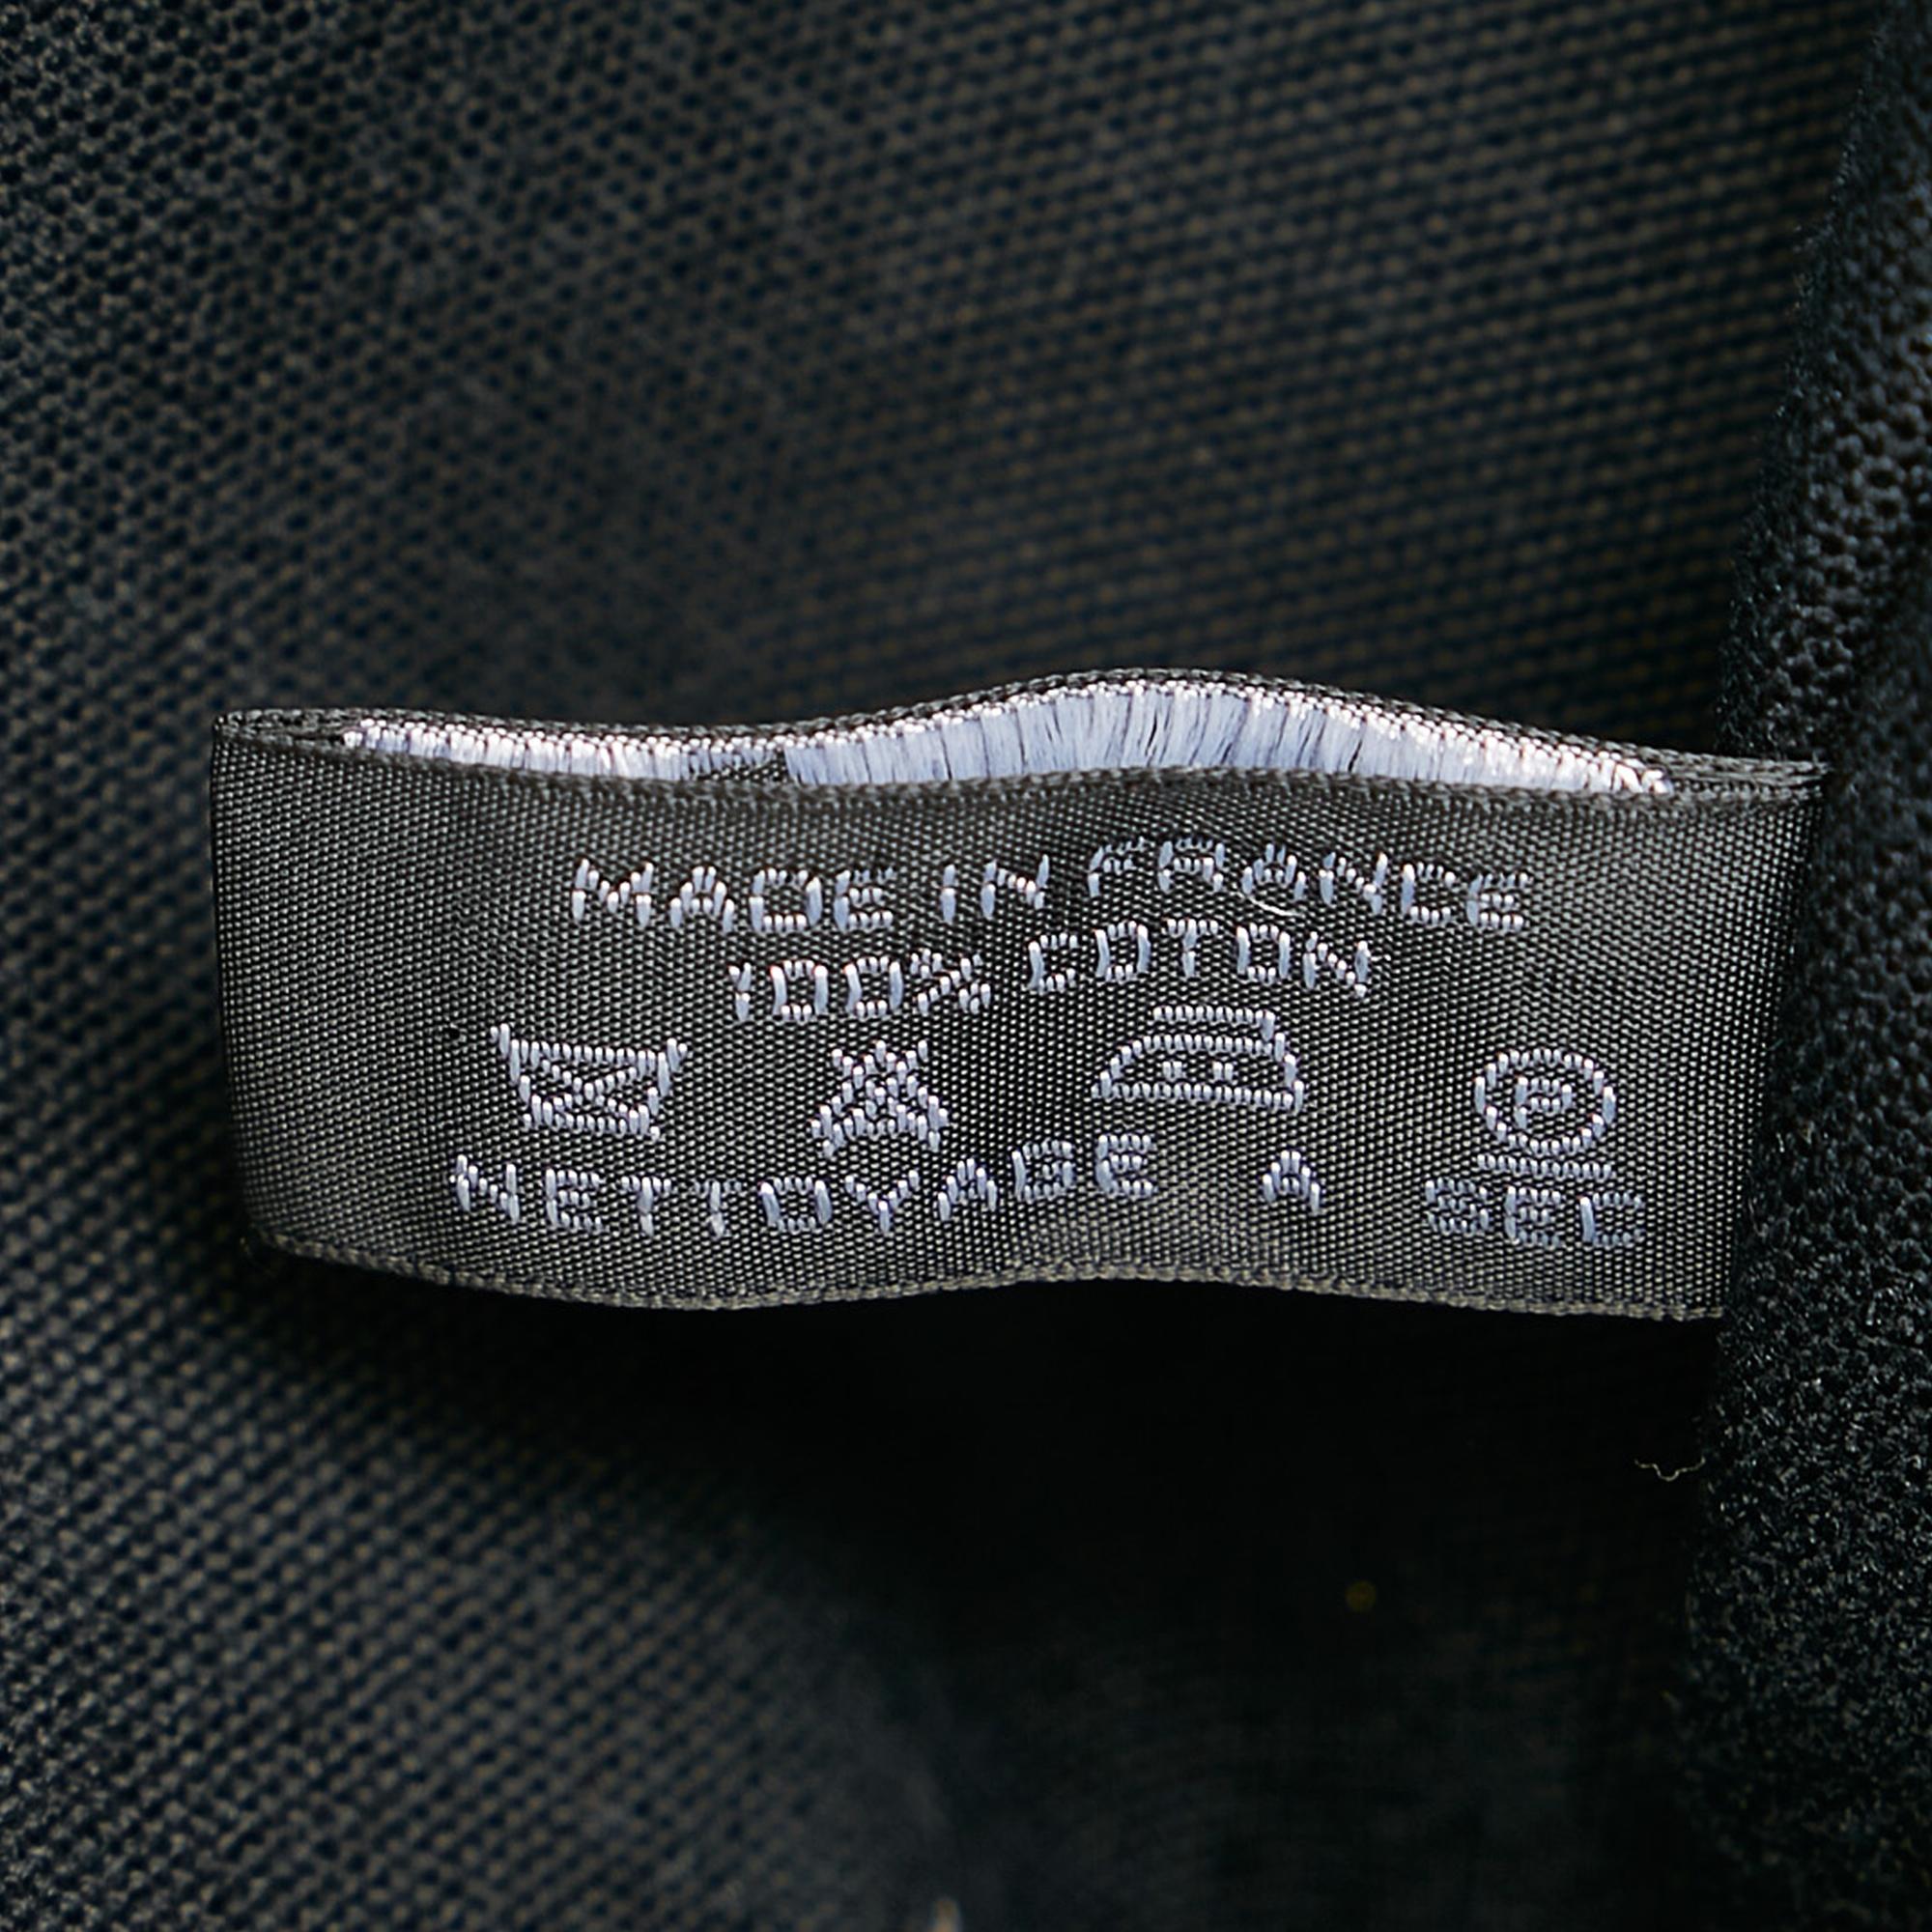 MADE IN FRANCE
100% COTON
P
NETTOYAGE A SEC